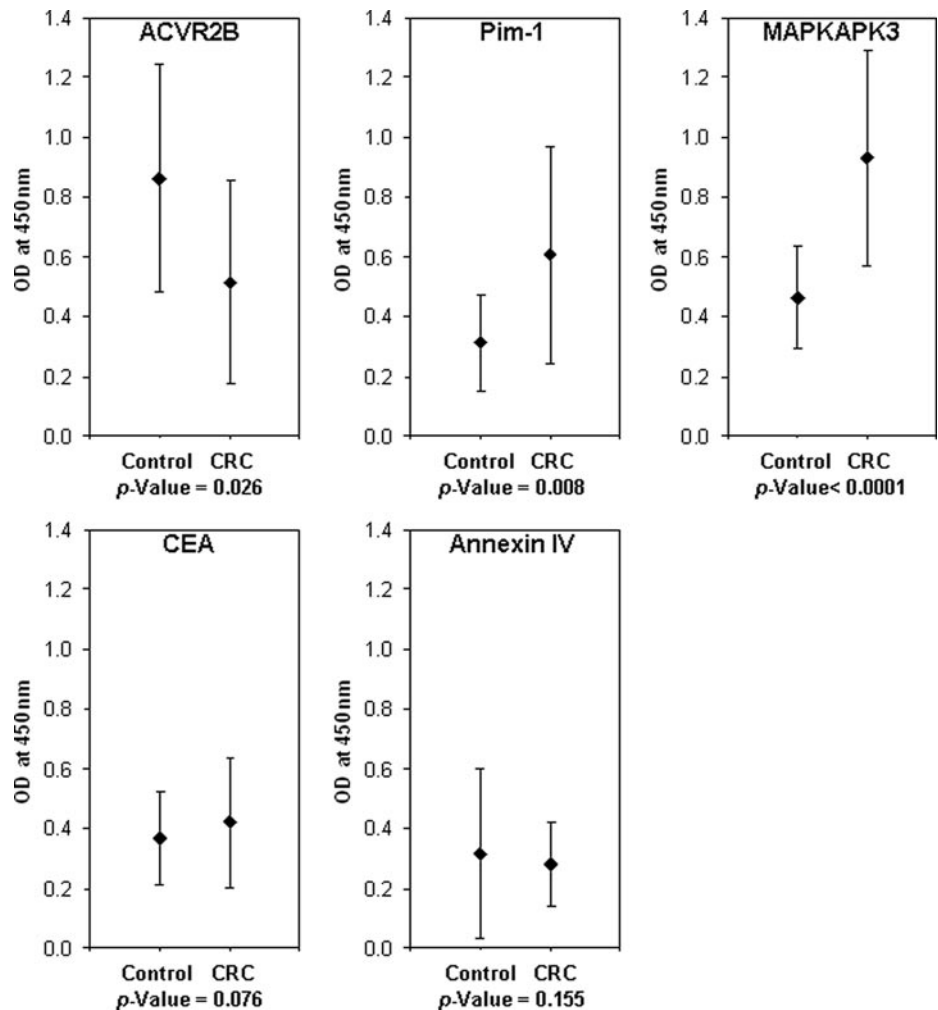 ACVR2B
1.4
1.2
1.0
0.8
0.6
0.4
0.2
0.0
OD at 450nm
Control CRC
p-Value = 0.026
Pim-1
1.4
1.2
1.0
0.8
0.6
0.4
0.2
0.0
OD at 450nm
Control CRC
p-Value = 0.008
MAPKAPK3
1.4
1.2
1.0
0.8
0.6
0.4
0.2
0.0
OD at 450nm
Control CRC
p-Value< 0.0001
CEA
1.4
1.2
1.0
0.8
0.6
0.4
0.2
0.0
OD at 450nm
Control CRC
p-Value = 0.076
Annexin IV
1.4
1.2
1.0
0.8
0.6
0.4
0.2
0.0
OD at 450nm
Control CRC
p-Value = 0.155